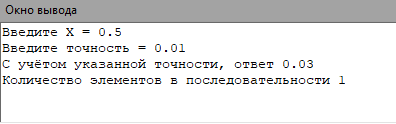 Окно вывода
Введите X = 0.5
Введите точность = 0.01
С учётом указанной точности, ответ 0.03
Количество элементов в последовательности 1